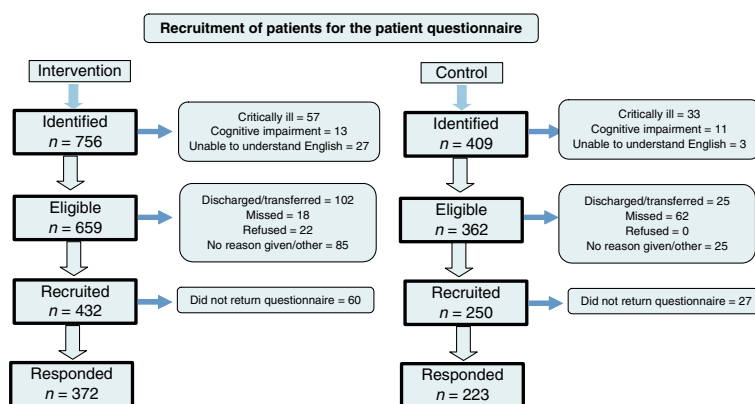 Recruitment of patients for the patient questionnaire
Intervention
Identified
n = 756
Critically ill = 57
Cognitive impairment = 13
Unable to understand English = 27
Eligible
n = 659
Discharged/transferred = 102
Missed = 18
Refused = 22
No reason given/other = 85
Recruited
n = 432
Did not return questionnaire = 60
Responded
n = 372
Control
Identified
n = 409
Critically ill = 33
Cognitive impairment = 11
Unable to understand English = 3
Eligible
n = 362
Discharged/transferred = 25
Missed = 62
Refused = 0
No reason given/other = 25
Recruited
n = 250
Did not return questionnaire = 27
Responded
n = 223